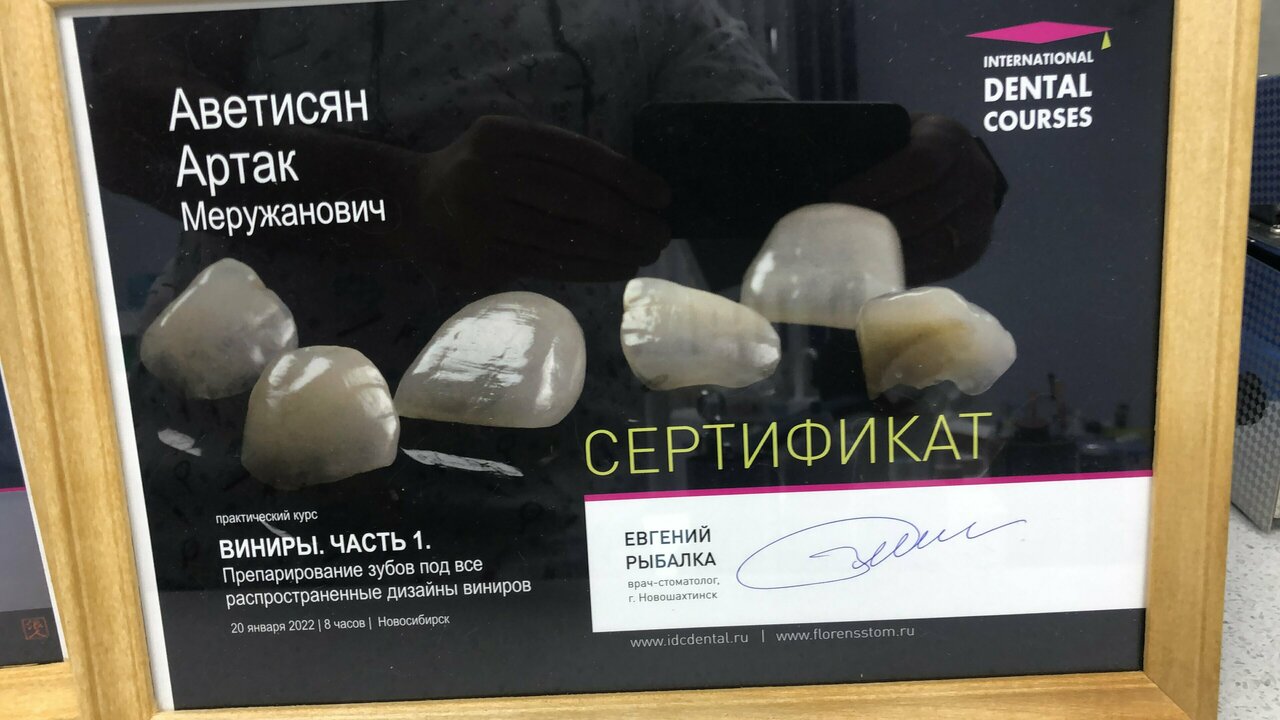 Аветисян
Артак
Меружанович
INTERNATIONAL
DENTAL
COURSES
СЕРТИФИКАТ
практический курс
ВИНИРЫ. ЧАСТЬ 1.
Препарирование зубов под все
распространенные дизайны виниров
20 января 2022 | 8 часов | Новосибирск
ЕВГЕНИЙ
РЫБАЛКА
врач-стоматолог,
г. Новошахтинск
www.idcdental.ru | www.florensstom.ru